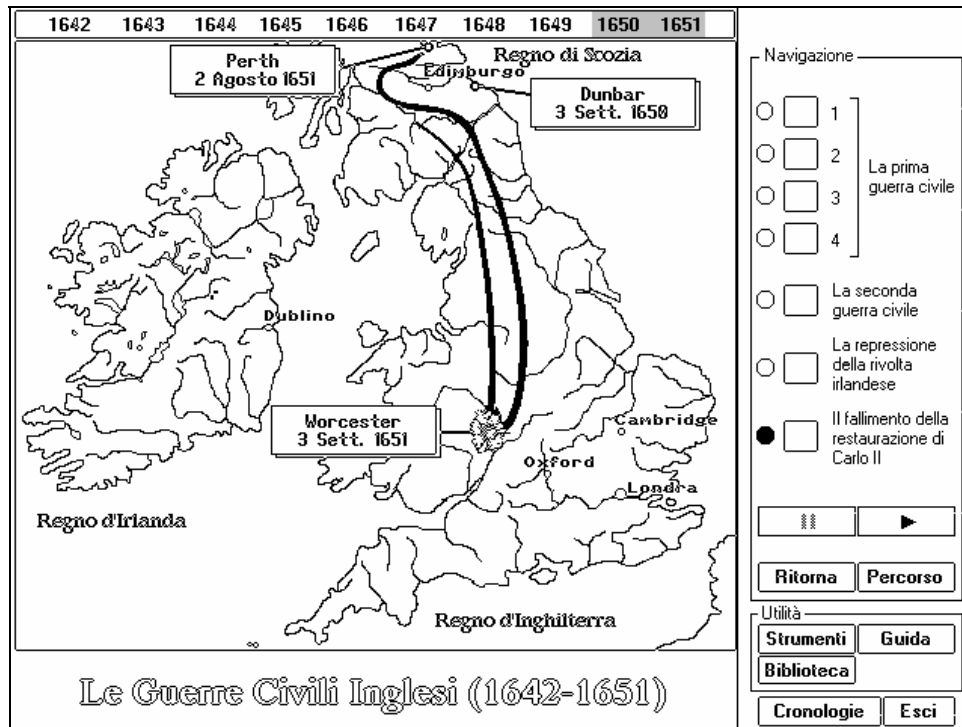 1642 1643 1644 1645 1646 1647 1648 1649 1650 1651
Perth
2 Agosto 1651
Regno di Scozia
Edimburgo
Dunbar
3 Sett. 1650
Dublino
Worcester
3 Sett. 1651
Cambridge
Oxford
Londra
Regno d'Irlanda
Regno d'Inghilterra
Le Guerre Civili Inglesi (1642-1651)
Navigazione
1
2
3
4
La prima
guerra civile
La seconda
guerra civile
La repressione
della rivolta
irlandese
Il fallimento della
restaurazione di
Carlo II
Ritorna Percorso
Utilità
Strumenti Guida
Biblioteca
Cronologie Esci